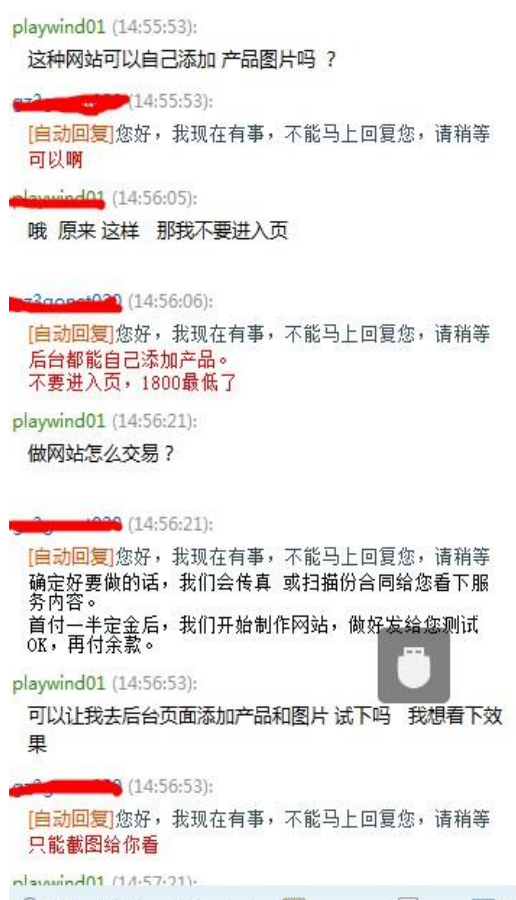 playwind01 (14:55:53):
这种网站可以自己添加 产品图片吗 ？
(14:55:53):
[自动回复]您好，我现在有事，不能马上回复您，请稍等
可以啊
playwind01 (14:56:05):
哦 原来 这样 那我不要进入页
(14:56:06):
[自动回复]您好，我现在有事，不能马上回复您，请稍等
后台都能自己添加产品。
不要进入页，1800最低了
playwind01 (14:56:21):
做网站怎么交易？
(14:56:21):
[自动回复]您好，我现在有事，不能马上回复您，请稍等
确定好要做的话，我们会传真 或扫描份合同给您看下服
务内容。
首付一半定金后，我们开始制作网站，做好发给您测试
OK，再付余款。
playwind01 (14:56:53):
可以让我去后台页面添加产品和图片 试下吗 我想看下效
果
(14:56:53):
[自动回复]您好，我现在有事，不能马上回复您，请稍等
只能截图给你看
playwind01 (14:57:21):